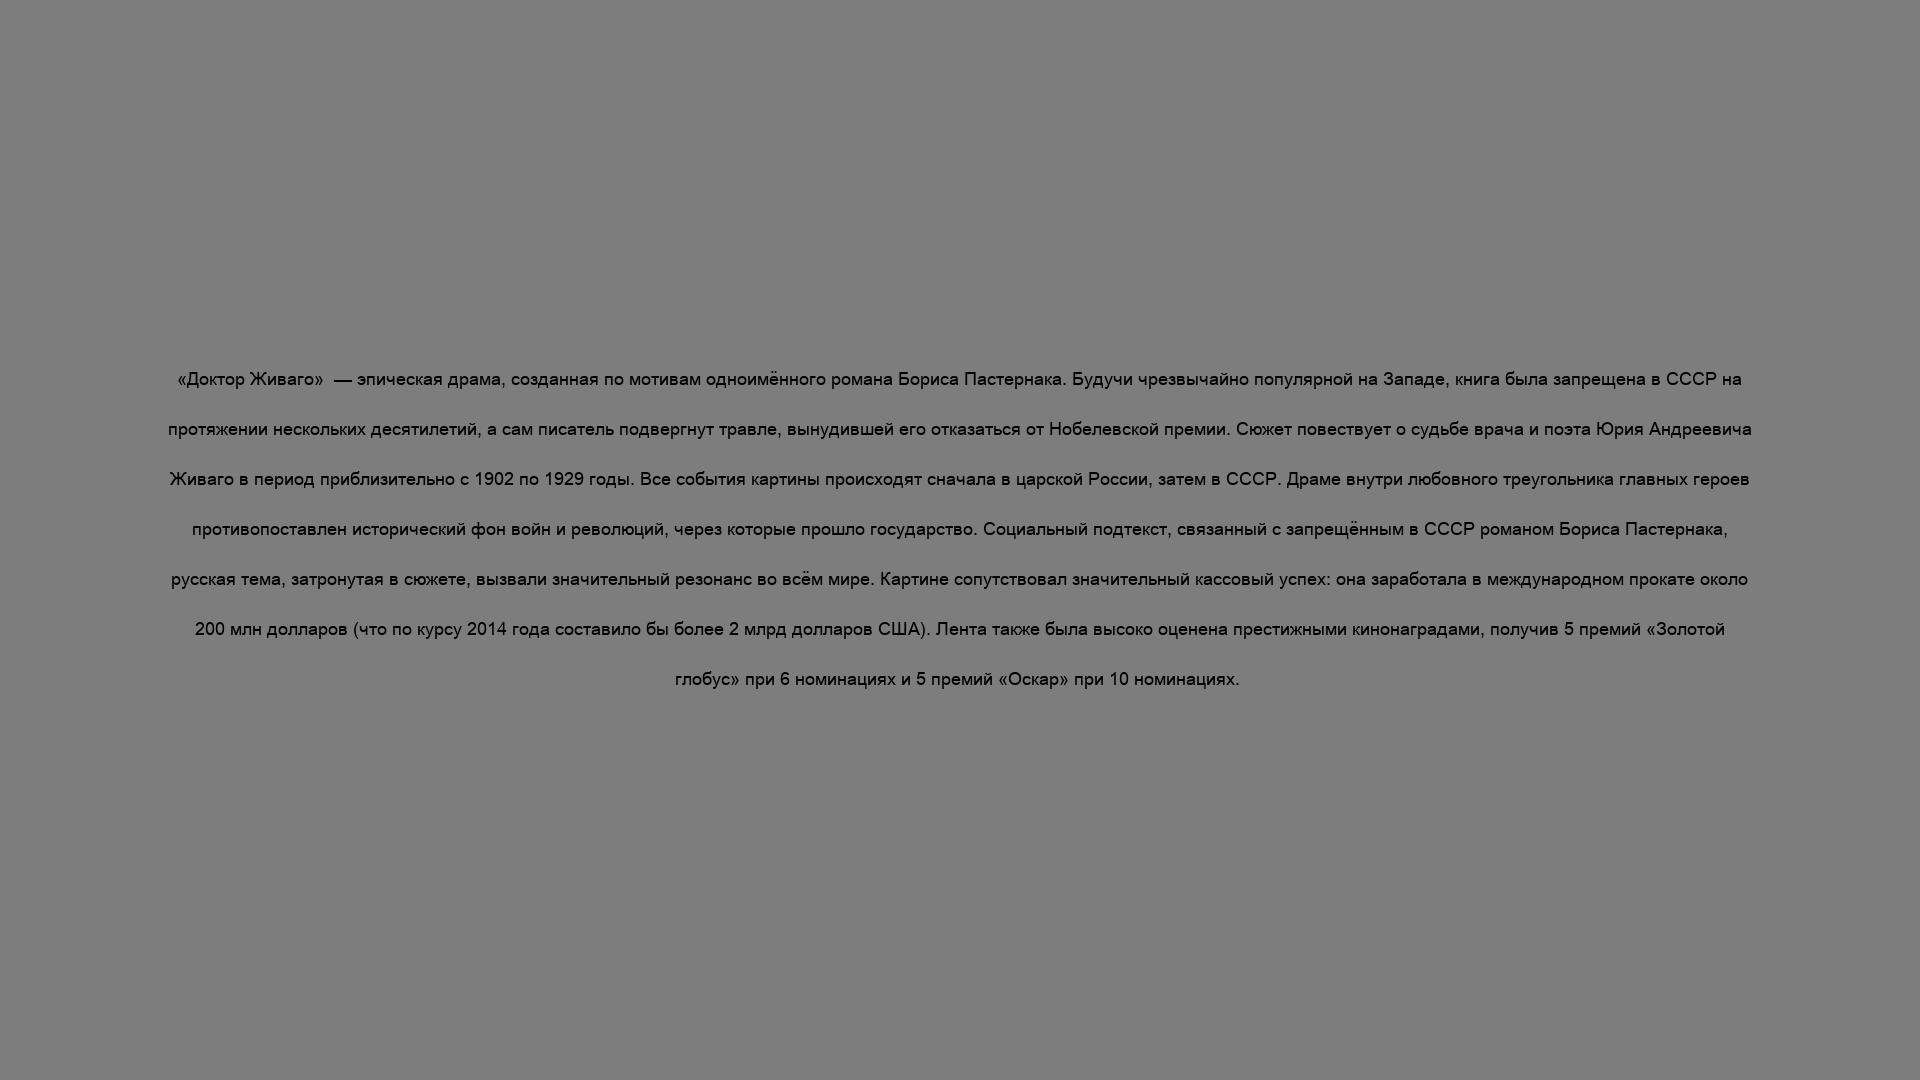 «Доктор Живаго»  — эпическая драма, созданная по мотивам одноимённого романа Бориса Пастернака. Будучи чрезвычайно популярной на Западе, книга была запрещена в СССР на
протяжении нескольких десятилетий, а сам писатель подвергнут травле, вынудившей его отказаться от Нобелевской премии. Сюжет повествует о судьбе врача и поэта Юрия Андреевича
Живаго в период приблизительно с 1902 по 1929 годы. Все события картины происходят сначала в царской России, затем в СССР. Драме внутри любовного треугольника главных героев
противопоставлен исторический фон войн и революций, через которые прошло государство. Социальный подтекст, связанный с запрещённым в СССР романом Бориса Пастернака,
русская тема, затронутая в сюжете, вызвали значительный резонанс во всём мире. Картине сопутствовал значительный кассовый успех: она заработала в международном прокате около
200 млн долларов (что по курсу 2014 года составило бы более 2 млрд долларов США). Лента также была высоко оценена престижными кинонаградами, получив 5 премий «Золотой
глобус» при 6 номинациях и 5 премий «Оскар» при 10 номинациях.